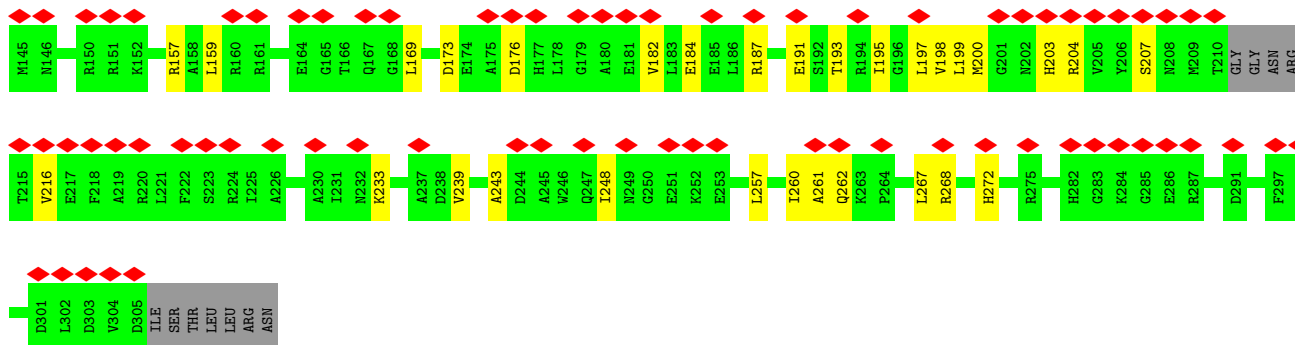 M145 N146 R150 R151 K152 R157 A158 L159 R160 R161 E164 G165 T166 Q167 G168 L169 D173 E174 A175 D176 H177 L178 G179 A180 E181 V182 L183 E184 E185 L186 R187 E191 S192 T193 R194 I195 G196 L197 V198 L199 M200 G201 N202 H203 R204 V205 Y206 S207 N208 M209 T210 GLY GLY ASN ARG
T215 V216 E217 F218 A219 R220 L221 F222 S223 R224 I225 A226 A230 I231 N232 K233 A237 D238 V239 A243 D244 A245 W246 Q247 I248 N249 G250 E251 K252 E253 L257 I260 A261 Q262 K263 P264 L267 R268 H272 R275 H282 G283 K284 G285 E286 R287 D291 F297
D301 L302 D303 V304 D305 ILE SER THR LEU LEU ARG ASN